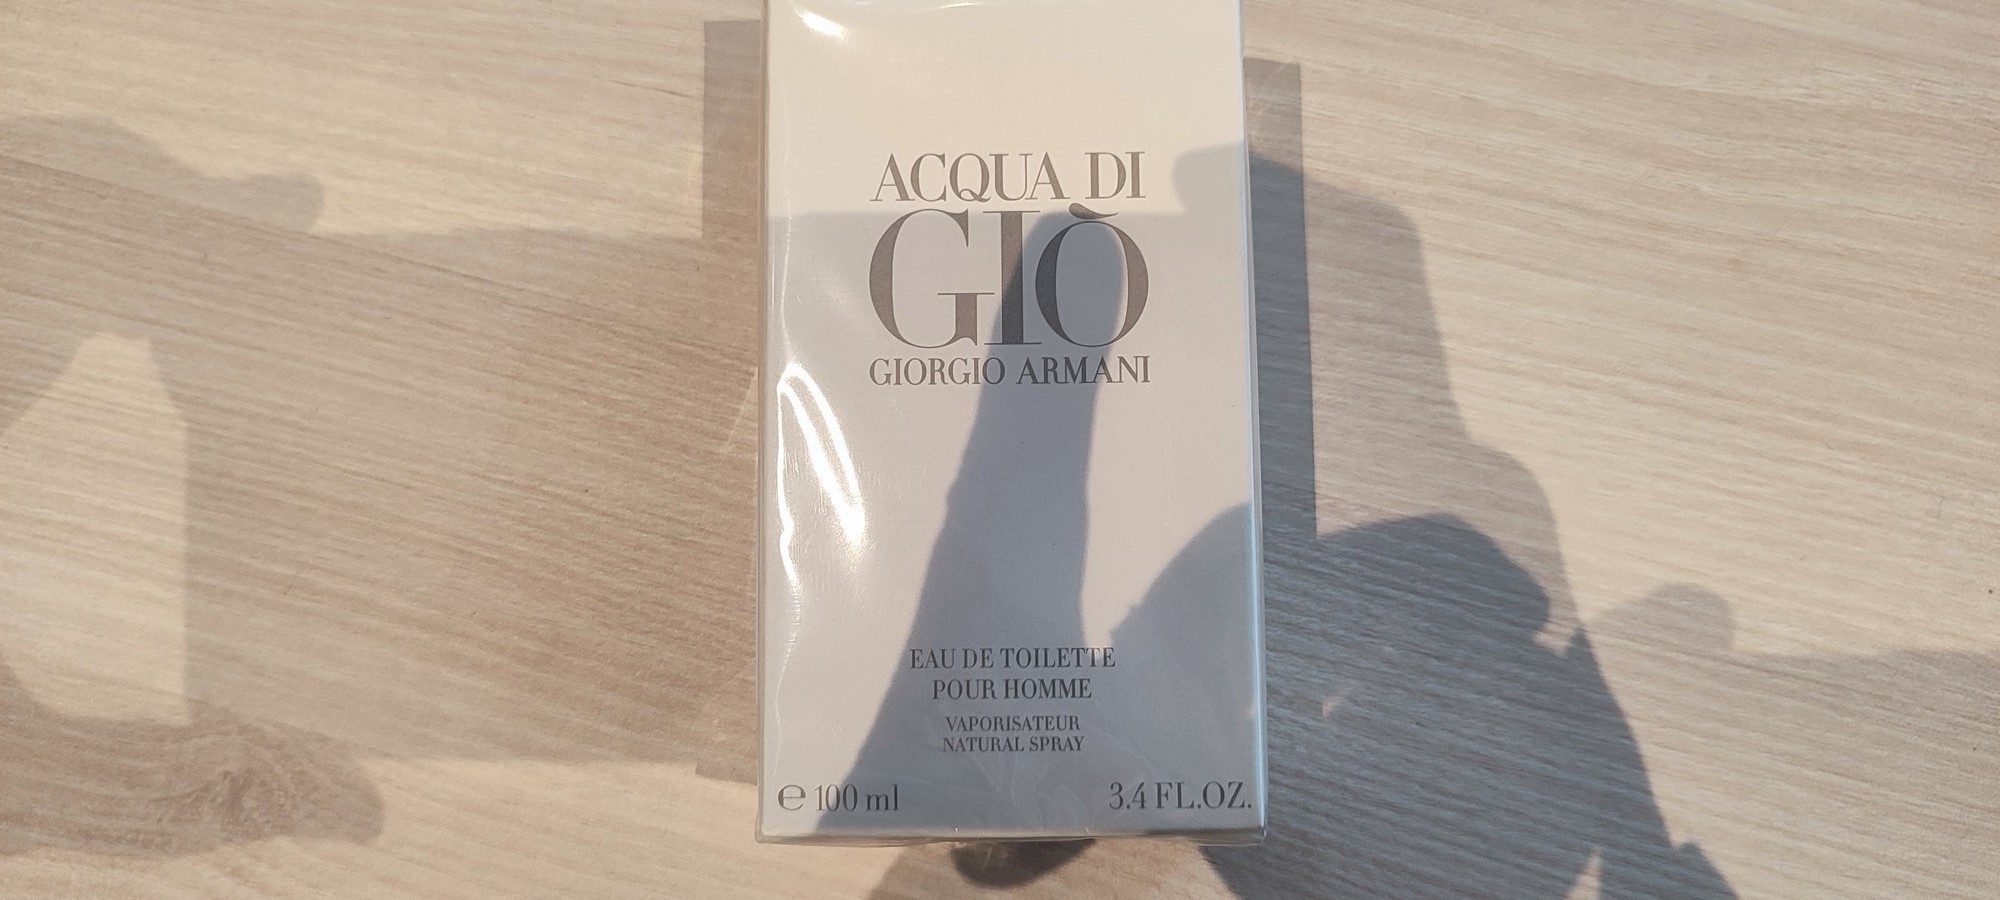 ACQUA DI
GIÒ
GIORGIO ARMANI
EAU DE TOILETTE
POUR HOMME
VAPORISATEUR
NATURAL SPRAY
℮ 100 ml 3.4 FL.OZ.